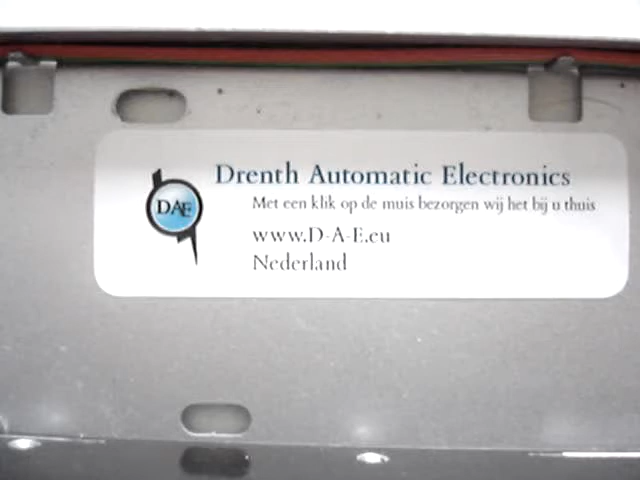 Drenth Automatic Electronics
DAE
Met een klik op de muis bezorgen wij het bij u thuis
www.D-A-E.eu
Nederland